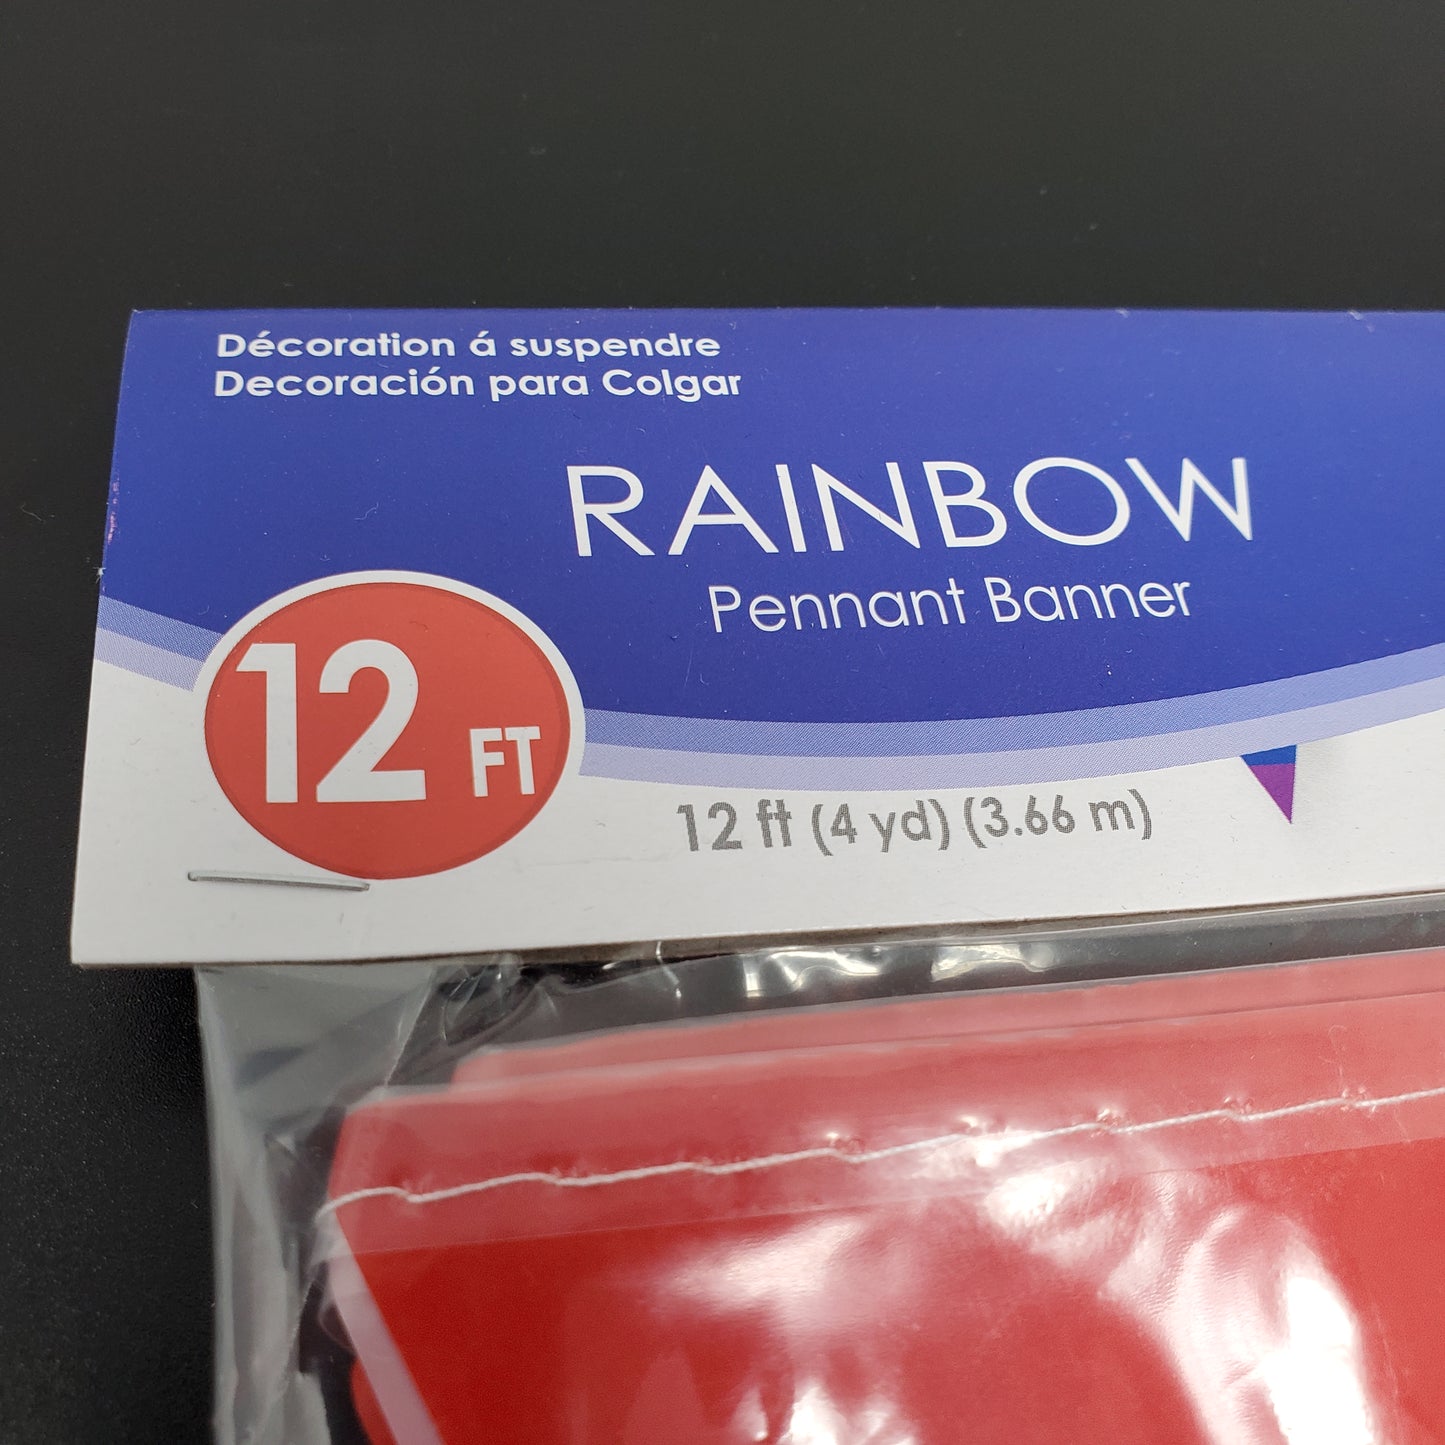 Décoration á suspendre
Decoración para Colgar
RAINBOW
Pennant Banner
12 FT
12 ft (4 yd) (3.66 m)